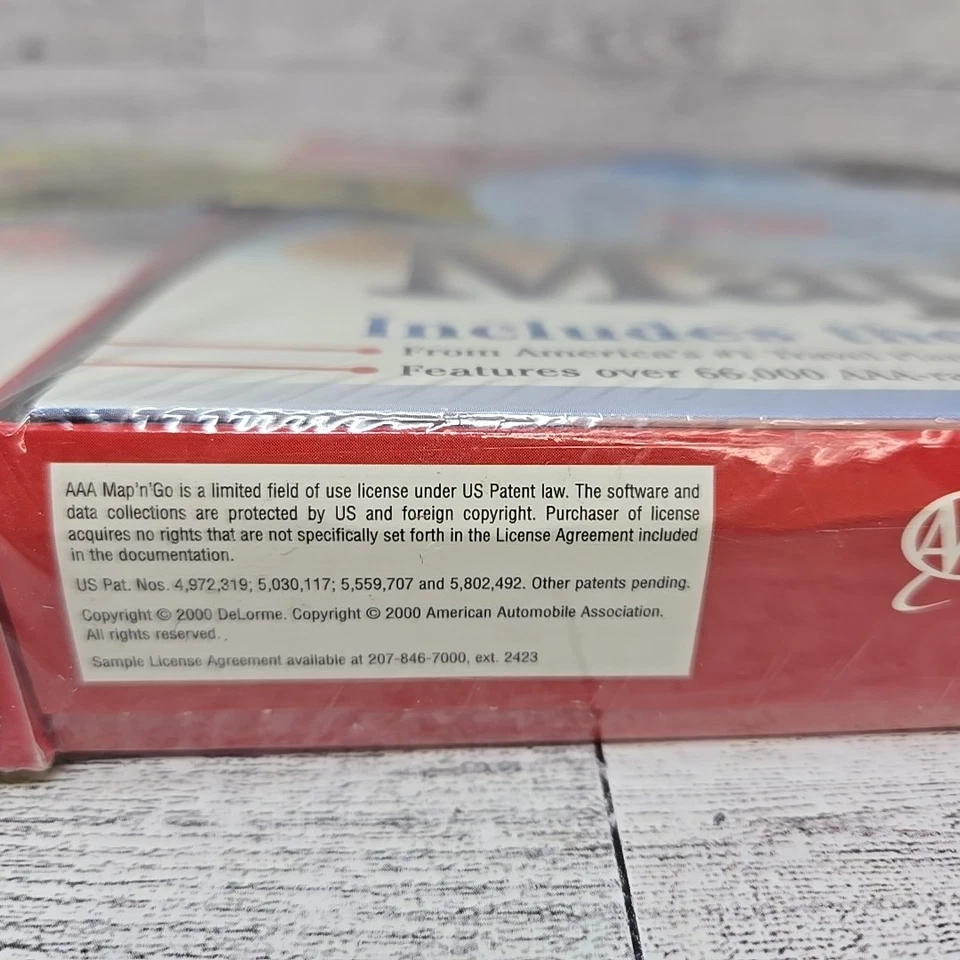 Includes the
From America's #1 Travel
Features over 66,000 AAA-
AAA Map'n'Go is a limited field of use license under US Patent law. The software and
data collections are protected by US and foreign copyright. Purchaser of license
acquires no rights that are not specifically set forth in the License Agreement included
in the documentation.
US Pat. Nos. 4,972,319; 5,030,117; 5,559,707 and 5,802,492. Other patents pending.
Copyright © 2000 DeLorme. Copyright © 2000 American Automobile Association.
All rights reserved.
Sample License Agreement available at 207-846-7000, ext. 2423